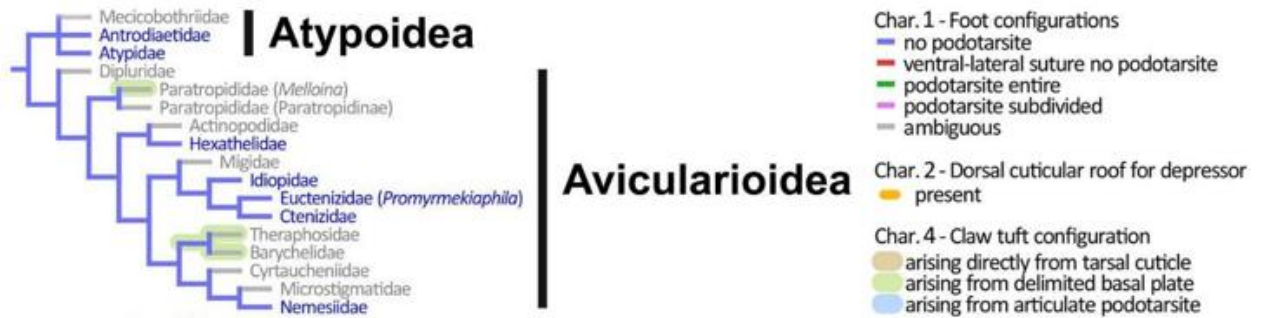 Mecicobothriidae
Antrodiaetidae
Atypidae
Atypoidea
Dipluridae
Paratropididae (Melloina)
Paratropididae (Paratropidinae)
Actinopodidae
Hexathelidae
Migidae
Idiopidae
Euctenizidae (Promyrmekiaphila)
Ctenizidae
Theraphosidae
Barychelidae
Cyrtaucheniidae
Microstigmatidae
Nemesiidae
Avicularioidea
Char. 1 - Foot configurations
no podotarsite
ventral-lateral suture no podotarsite
podotarsite entire
podotarsite subdivided
ambiguous
Char. 2 - Dorsal cuticular roof for depressor
present
Char. 4 - Claw tuft configuration
arising directly from tarsal cuticle
arising from delimited basal plate
arising from articulate podotarsite